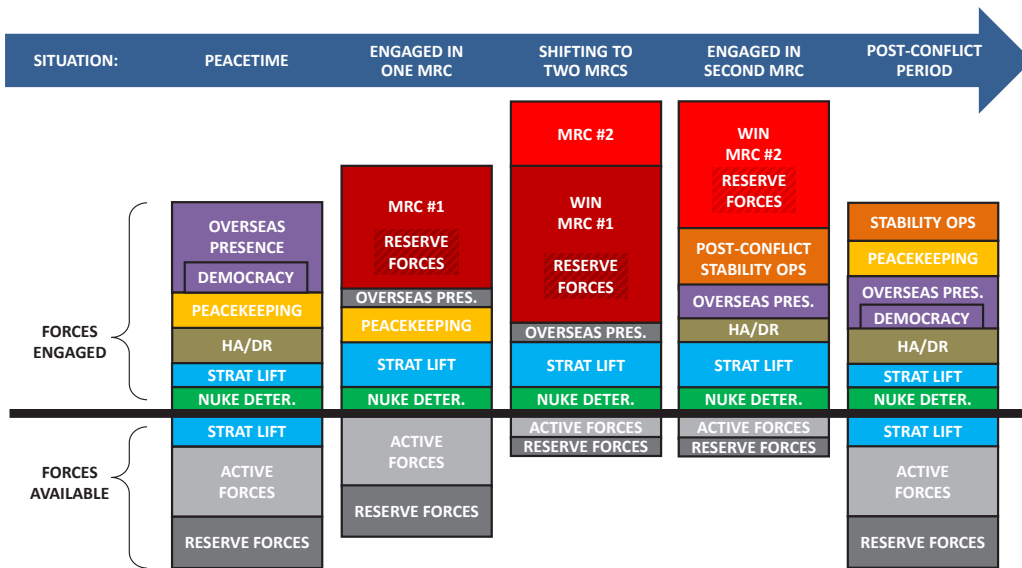 SITUATION:
PEACETIME
ENGAGED IN
ONE MRC
SHIFTING TO
TWO MRCS
ENGAGED IN
SECOND MRC
POST-CONFLICT
PERIOD
FORCES
ENGAGED
FORCES
AVAILABLE
OVERSEAS
PRESENCE
DEMOCRACY
PEACEKEEPING
HA/DR
STRAT LIFT
NUKE DETER.
STRAT LIFT
ACTIVE
FORCES
RESERVE FORCES
MRC #1
RESERVE
FORCES
OVERSEAS PRES.
PEACEKEEPING
STRAT LIFT
NUKE DETER.
ACTIVE
FORCES
RESERVE FORCES
MRC #2
WIN
MRC #1
RESERVE
FORCES
OVERSEAS PRES.
STRAT LIFT
NUKE DETER.
ACTIVE FORCES
RESERVE FORCES
WIN
MRC #2
RESERVE
FORCES
POST-CONFLICT
STABILITY OPS
OVERSEAS PRES.
HA/DR
STRAT LIFT
NUKE DETER.
ACTIVE FORCES
RESERVE FORCES
STABILITY OPS
PEACEKEEPING
OVERSEAS PRES.
DEMOCRACY
HA/DR
STRAT LIFT
NUKE DETER.
STRAT LIFT
ACTIVE
FORCES
RESERVE FORCES